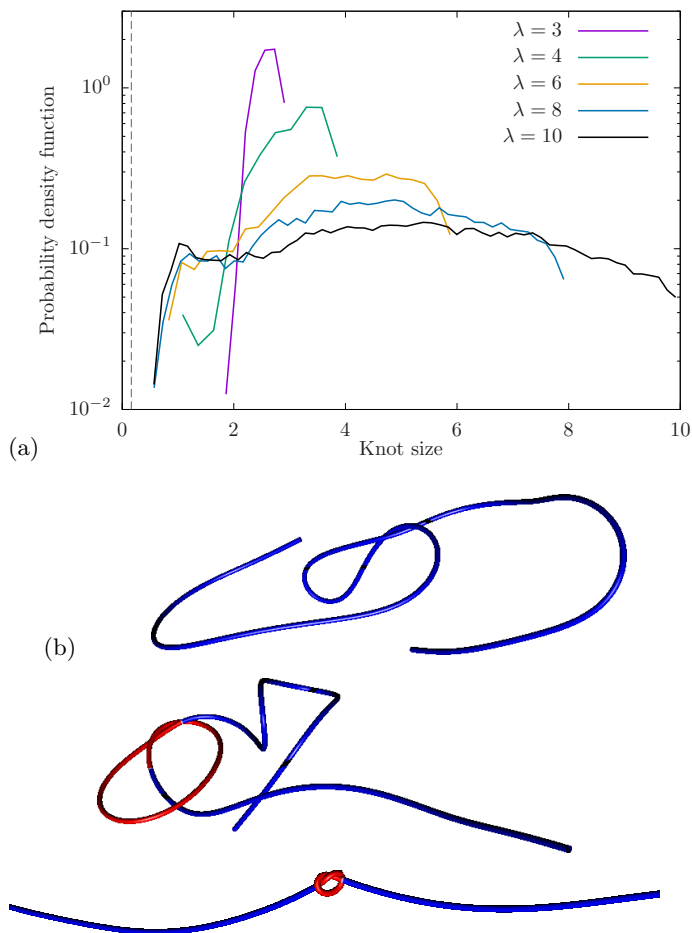 Probability density function
10^0
10^{-1}
10^{-2}
λ = 3
λ = 4
λ = 6
λ = 8
λ = 10
0 2 4 6 8 10
Knot size
(a)
(b)